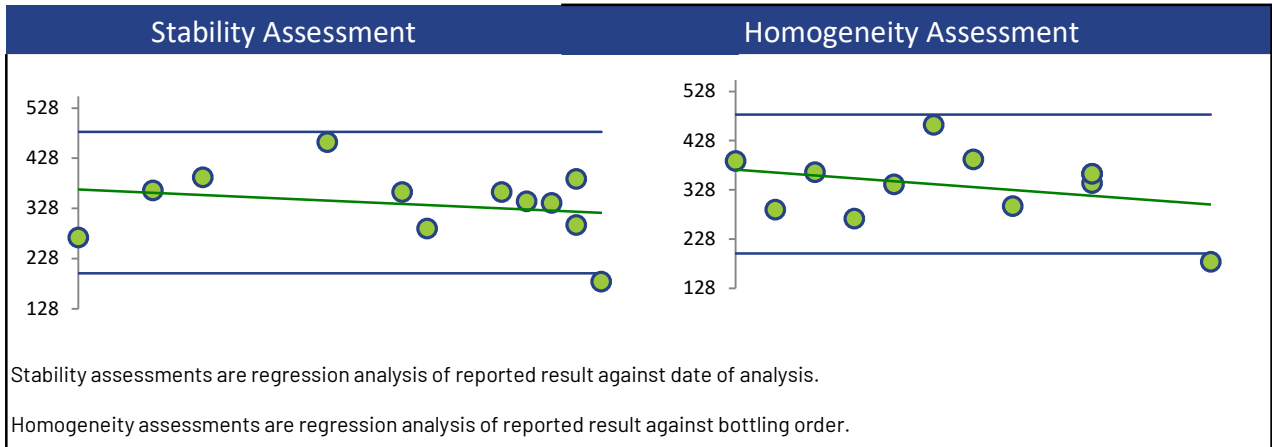 Stability Assessment
Homogeneity Assessment
528
428
328
228
128
528
428
328
228
128
Stability assessments are regression analysis of reported result against date of analysis.
Homogeneity assessments are regression analysis of reported result against bottling order.